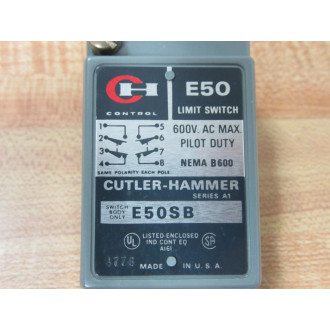 CH
CONTROL
E50
LIMIT SWITCH
1 5
2 6
3 7
4 8
SAME POLARITY EACH POLE
600V. AC MAX.
PILOT DUTY
NEMA B600
CUTLER-HAMMER
SERIES A1
SWITCH
BODY
ONLY
E50SB
UL
LISTED ENCLOSED
IND CONT EQ
A161
MADE IN U.S.A.